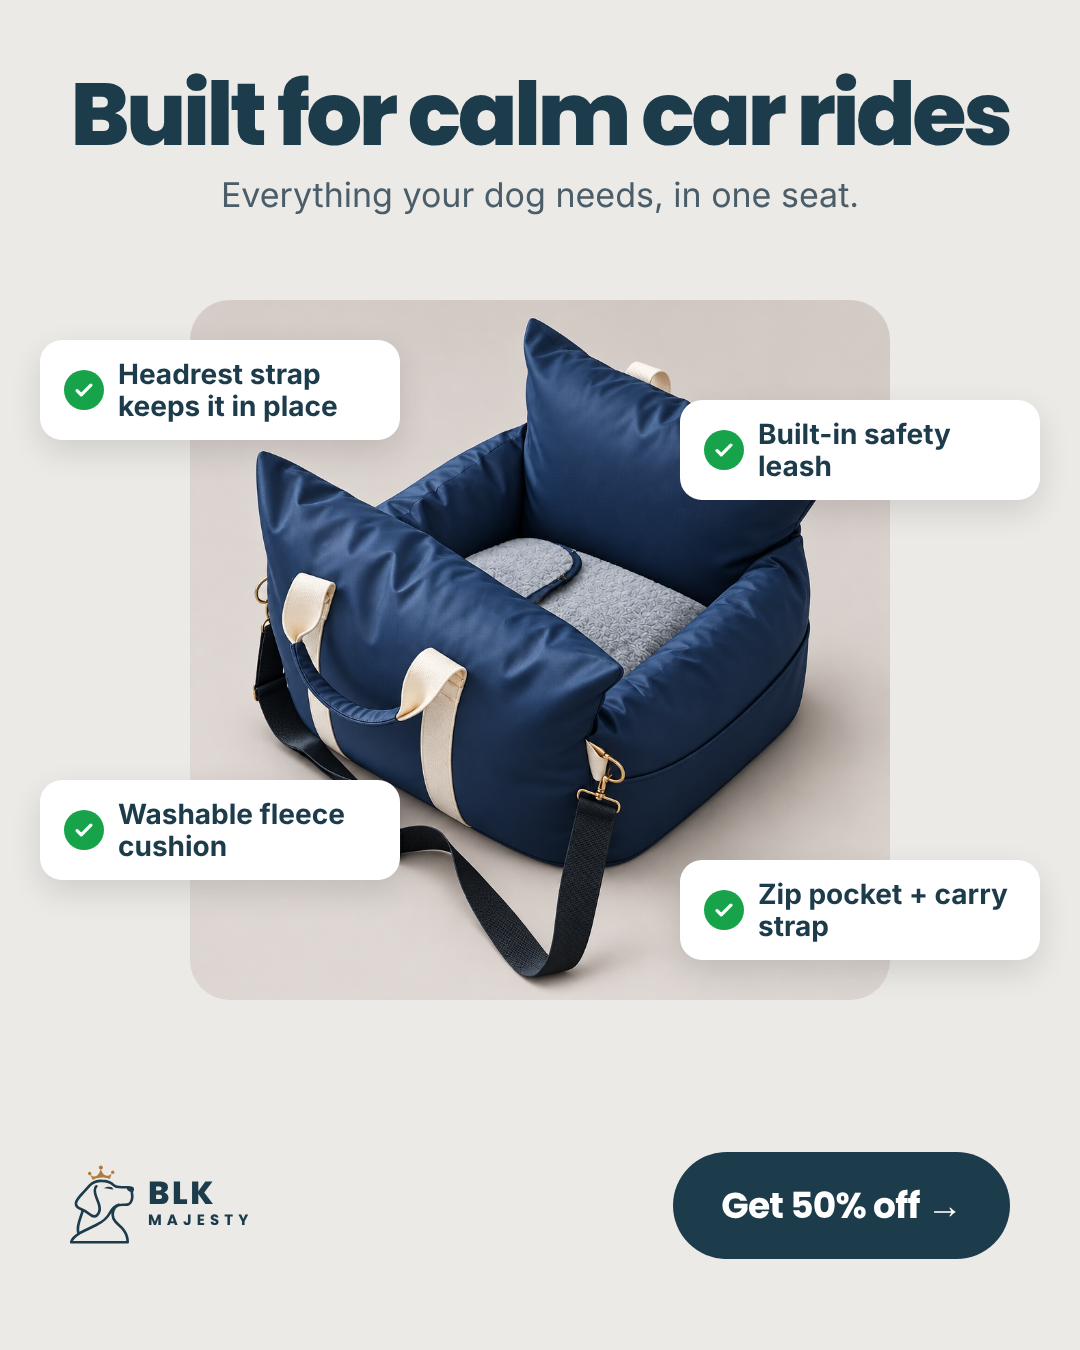 Built for calm car rides
Everything your dog needs, in one seat.
Headrest strap
keeps it in place
Built-in safety
leash
Washable fleece
cushion
Zip pocket + carry
strap
BLK
MAJESTY
Get 50% off →